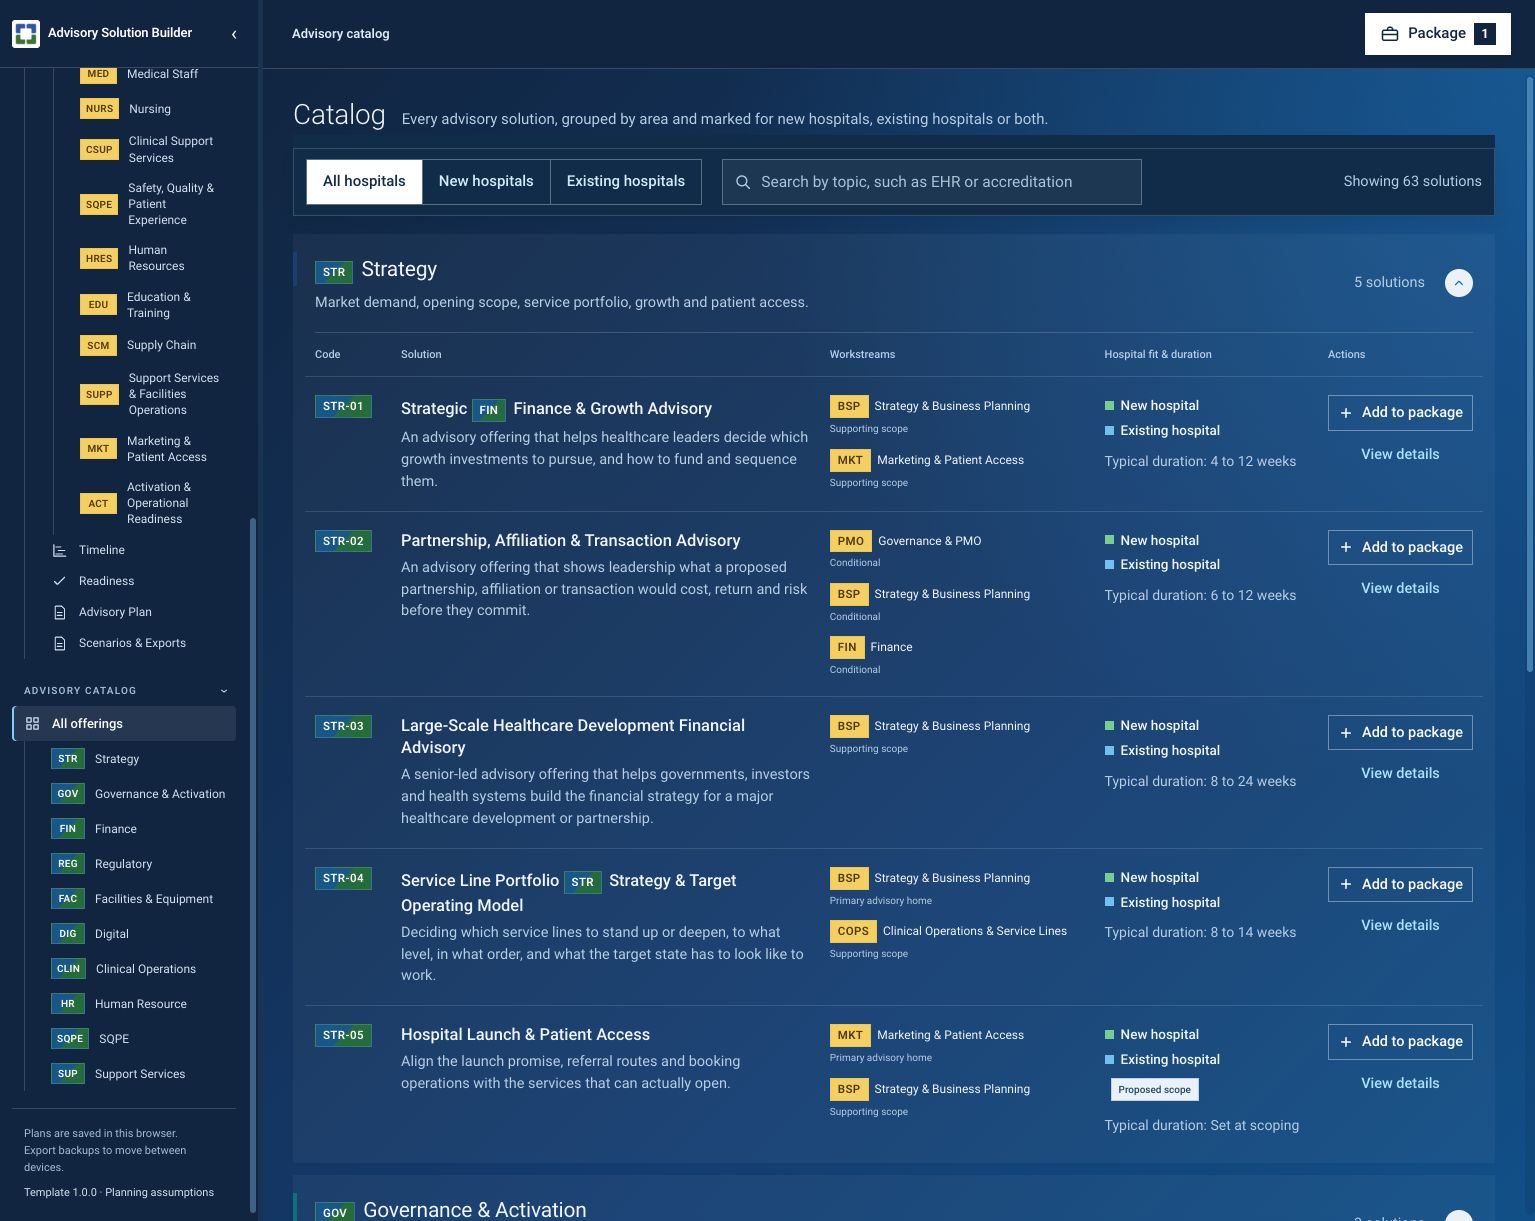 Advisory Solution Builder
Advisory catalog
Package 1
MED Medical Staff
NURS Nursing
CSUP Clinical Support
Services
SQPE Safety, Quality &
Patient
Experience
HRES Human
Resources
EDU Education &
Training
SCM Supply Chain
SUPP Support Services
& Facilities
Operations
MKT Marketing &
Patient Access
ACT Activation &
Operational
Readiness
Timeline
Readiness
Advisory Plan
Scenarios & Exports
ADVISORY CATALOG
All offerings
STR Strategy
GOV Governance & Activation
FIN Finance
REG Regulatory
FAC Facilities & Equipment
DIG Digital
CLIN Clinical Operations
HR Human Resource
SQPE SQPE
SUP Support Services
Plans are saved in this browser.
Export backups to move between
devices.
Template 1.0.0 · Planning assumptions
Catalog Every advisory solution, grouped by area and marked for new hospitals, existing hospitals or both.
All hospitals New hospitals Existing hospitals Search by topic, such as EHR or accreditation Showing 63 solutions
STR Strategy
5 solutions
Market demand, opening scope, service portfolio, growth and patient access.
Code Solution Workstreams Hospital fit & duration Actions
STR-01
Strategic FIN Finance & Growth Advisory
An advisory offering that helps healthcare leaders decide which
growth investments to pursue, and how to fund and sequence
them.
BSP Strategy & Business Planning
Supporting scope
MKT Marketing & Patient Access
Supporting scope
New hospital
Existing hospital
Typical duration: 4 to 12 weeks
+ Add to package
View details
STR-02
Partnership, Affiliation & Transaction Advisory
An advisory offering that shows leadership what a proposed
partnership, affiliation or transaction would cost, return and risk
before they commit.
PMO Governance & PMO
Conditional
BSP Strategy & Business Planning
Conditional
FIN Finance
Conditional
New hospital
Existing hospital
Typical duration: 6 to 12 weeks
+ Add to package
View details
STR-03
Large-Scale Healthcare Development Financial
Advisory
A senior-led advisory offering that helps governments, investors
and health systems build the financial strategy for a major
healthcare development or partnership.
BSP Strategy & Business Planning
Supporting scope
New hospital
Existing hospital
Typical duration: 8 to 24 weeks
+ Add to package
View details
STR-04
Service Line Portfolio STR Strategy & Target
Operating Model
Deciding which service lines to stand up or deepen, to what
level, in what order, and what the target state has to look like to
work.
BSP Strategy & Business Planning
Primary advisory home
COPS Clinical Operations & Service Lines
Supporting scope
New hospital
Existing hospital
Typical duration: 8 to 14 weeks
+ Add to package
View details
STR-05
Hospital Launch & Patient Access
Align the launch promise, referral routes and booking
operations with the services that can actually open.
MKT Marketing & Patient Access
Primary advisory home
BSP Strategy & Business Planning
Supporting scope
New hospital
Existing hospital
Proposed scope
Typical duration: Set at scoping
+ Add to package
View details
GOV Governance & Activation
solutions